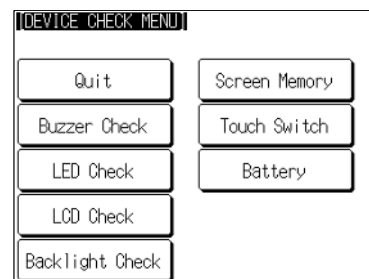 [DEVICE CHECK MENU]
Quit
Screen Memory
Buzzer Check
Touch Switch
LED Check
Battery
LCD Check
Backlight Check